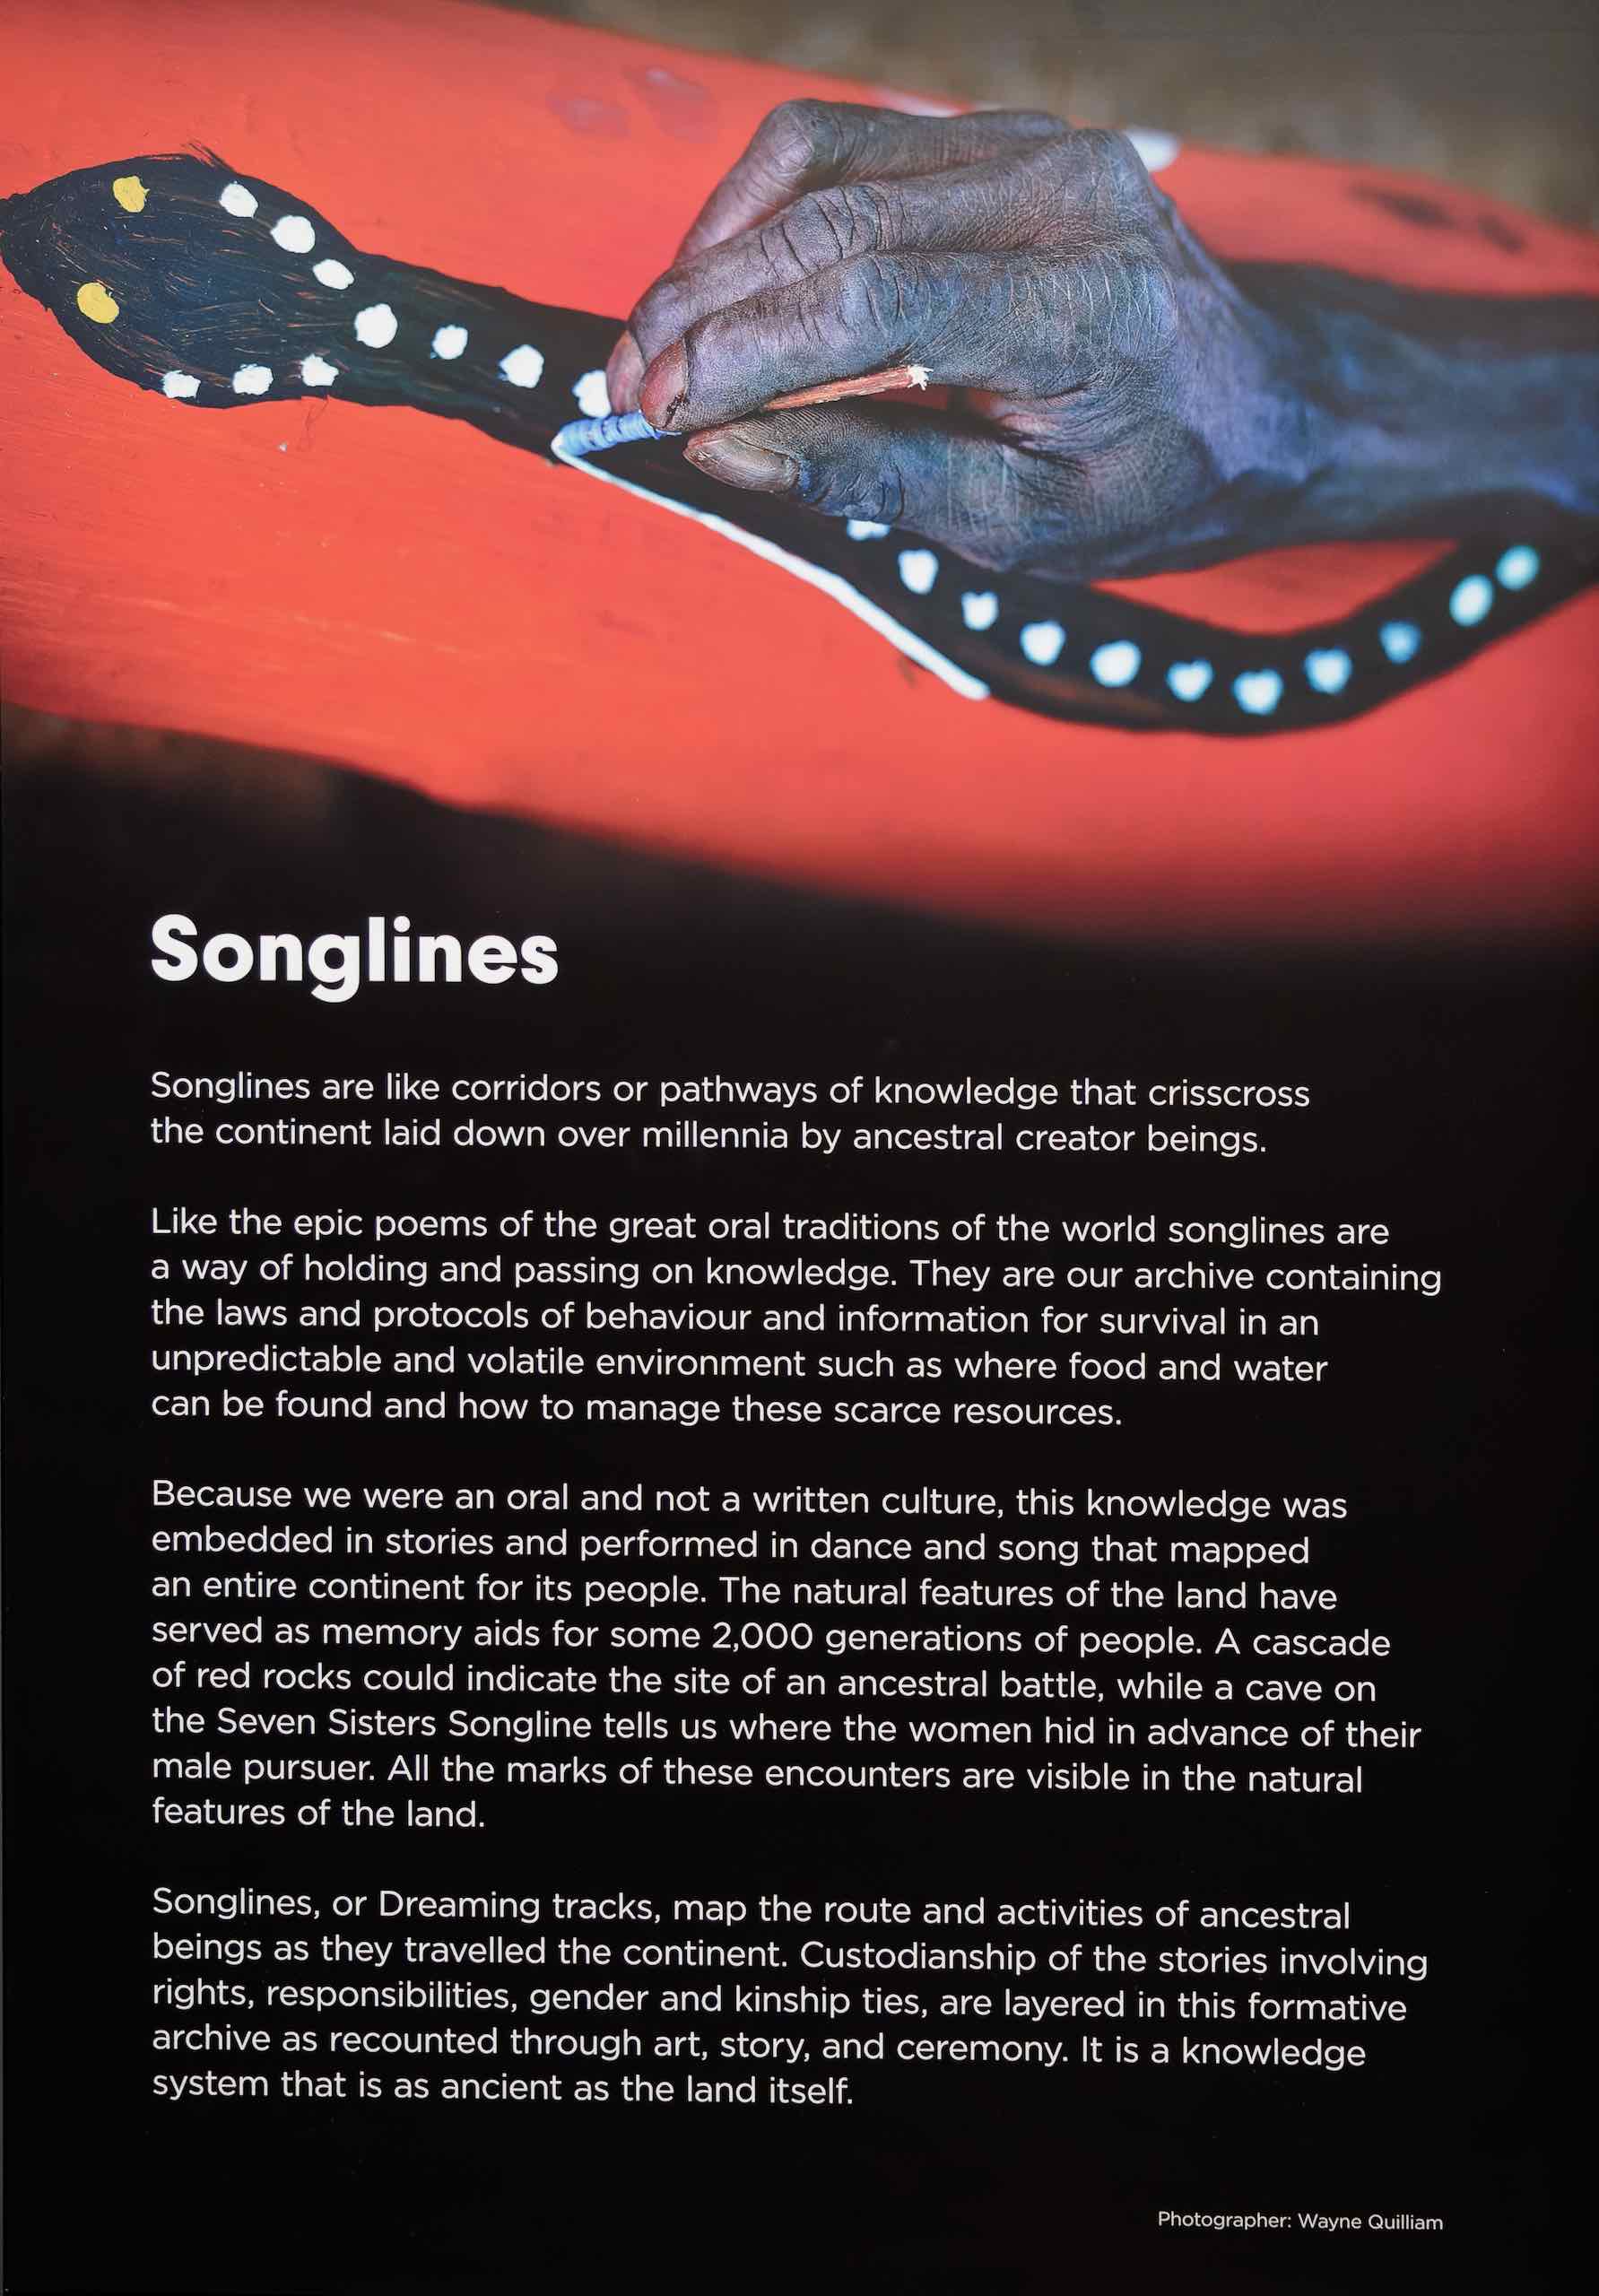 Songlines
Songlines are like corridors or pathways of knowledge that crisscross
the continent laid down over millennia by ancestral creator beings.
Like the epic poems of the great oral traditions of the world songlines are
a way of holding and passing on knowledge. They are our archive containing
the laws and protocols of behaviour and information for survival in an
unpredictable and volatile environment such as where food and water
can be found and how to manage these scarce resources.
Because we were an oral and not a written culture, this knowledge was
embedded in stories and performed in dance and song that mapped
an entire continent for its people. The natural features of the land have
served as memory aids for some 2,000 generations of people. A cascade
of red rocks could indicate the site of an ancestral battle, while a cave on
the Seven Sisters Songline tells us where the women hid in advance of their
male pursuer. All the marks of these encounters are visible in the natural
features of the land.
Songlines, or Dreaming tracks, map the route and activities of ancestral
beings as they travelled the continent. Custodianship of the stories involving
rights, responsibilities, gender and kinship ties, are layered in this formative
archive as recounted through art, story, and ceremony. It is a knowledge
system that is as ancient as the land itself.
Photographer: Wayne Quilliam